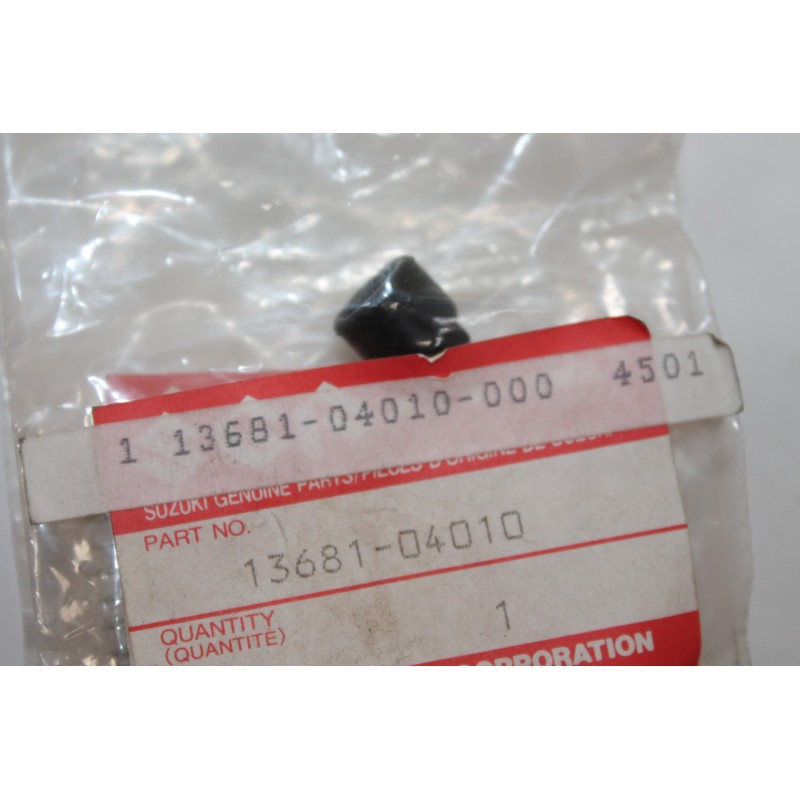 1 13681-04010-000 4501
SUZUKI GENUINE PARTS/PIECES D'ORIGINE DE SUZUKI
PART NO.
13681-04010
QUANTITY 1
(QUANTITÉ)
CORPORATION